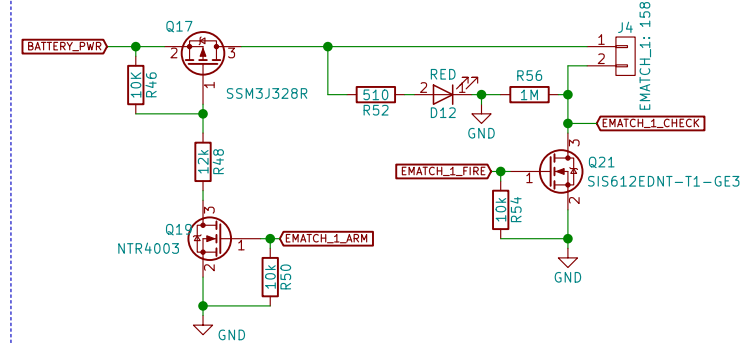 Q17
BATTERY_PWR
2
3
1
10K
R46
SSM3J328R
12k
R48
3
Q19
NTR4003
1
2
EMATCH_1_ARM
10k
R50
GND
510
R52
RED
2
1
D12
GND
R56
1M
J4
1
2
EMATCH_1: 158
EMATCH_1_CHECK
3
Q21
EMATCH_1_FIRE
1
SIS612EDNT-T1-GE3
2
10k
R54
GND